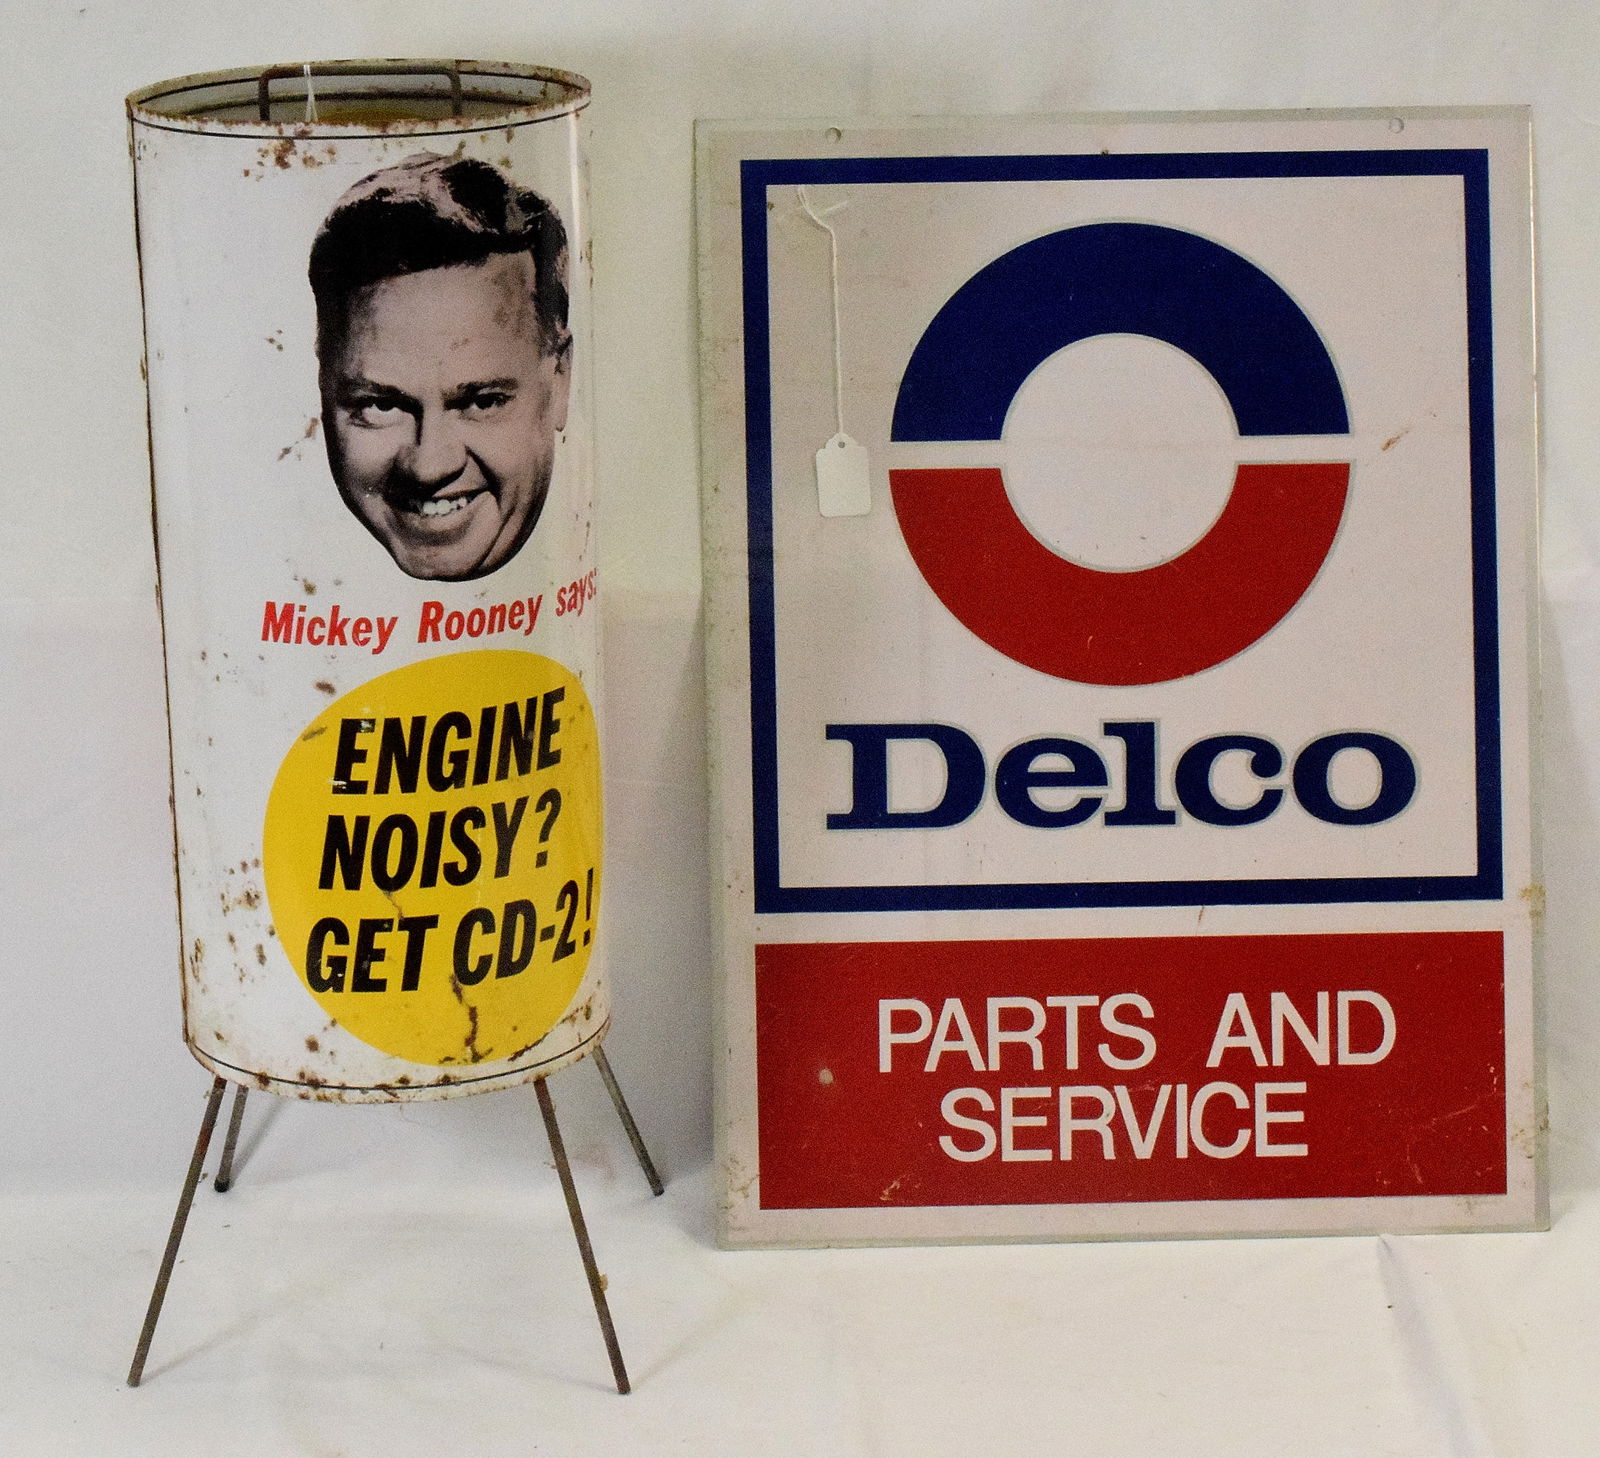 Mickey Rooney says:
ENGINE
NOISY?
GET CD-2!
Delco
PARTS AND
SERVICE